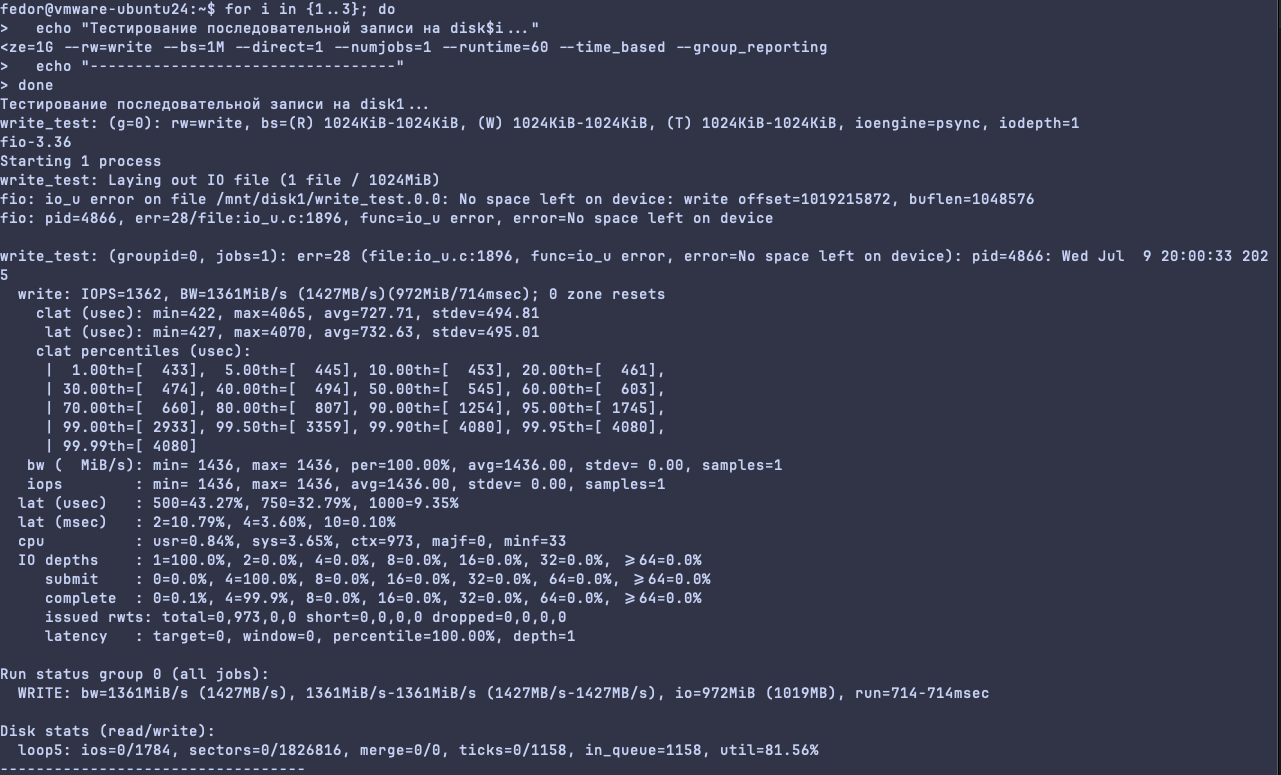 fedor@vmware-ubuntu24:~$ for i in {1..3}; do
>   echo "Тестирование последовательной записи на disk$i..."
<ze=1G --rw=write --bs=1M --direct=1 --numjobs=1 --runtime=60 --time_based --group_reporting
>   echo "----------------------------------"
> done
Тестирование последовательной записи на disk1...
write_test: (g=0): rw=write, bs=(R) 1024KiB-1024KiB, (W) 1024KiB-1024KiB, (T) 1024KiB-1024KiB, ioengine=psync, iodepth=1
fio-3.36
Starting 1 process
write_test: Laying out IO file (1 file / 1024MiB)
fio: io_u error on file /mnt/disk1/write_test.0.0: No space left on device: write offset=1019215872, buflen=1048576
fio: pid=4866, err=28/file:io_u.c:1896, func=io_u error, error=No space left on device

write_test: (groupid=0, jobs=1): err=28 (file:io_u.c:1896, func=io_u error, error=No space left on device): pid=4866: Wed Jul  9 20:00:33 202
5
  write: IOPS=1362, BW=1361MiB/s (1427MB/s)(972MiB/714msec); 0 zone resets
    clat (usec): min=422, max=4065, avg=727.71, stdev=494.81
     lat (usec): min=427, max=4070, avg=732.63, stdev=495.01
    clat percentiles (usec):
     |  1.00th=[  433],  5.00th=[  445], 10.00th=[  453], 20.00th=[  461],
     | 30.00th=[  474], 40.00th=[  494], 50.00th=[  545], 60.00th=[  603],
     | 70.00th=[  660], 80.00th=[  807], 90.00th=[ 1254], 95.00th=[ 1745],
     | 99.00th=[ 2933], 99.50th=[ 3359], 99.90th=[ 4080], 99.95th=[ 4080],
     | 99.99th=[ 4080]
   bw (  MiB/s): min= 1436, max= 1436, per=100.00%, avg=1436.00, stdev= 0.00, samples=1
   iops        : min= 1436, max= 1436, avg=1436.00, stdev= 0.00, samples=1
  lat (usec)   : 500=43.27%, 750=32.79%, 1000=9.35%
  lat (msec)   : 2=10.79%, 4=3.60%, 10=0.10%
  cpu          : usr=0.84%, sys=3.65%, ctx=973, majf=0, minf=33
  IO depths    : 1=100.0%, 2=0.0%, 4=0.0%, 8=0.0%, 16=0.0%, 32=0.0%, >=64=0.0%
     submit    : 0=0.0%, 4=100.0%, 8=0.0%, 16=0.0%, 32=0.0%, 64=0.0%, >=64=0.0%
     complete  : 0=0.1%, 4=99.9%, 8=0.0%, 16=0.0%, 32=0.0%, 64=0.0%, >=64=0.0%
     issued rwts: total=0,973,0,0 short=0,0,0,0 dropped=0,0,0,0
     latency   : target=0, window=0, percentile=100.00%, depth=1

Run status group 0 (all jobs):
  WRITE: bw=1361MiB/s (1427MB/s), 1361MiB/s-1361MiB/s (1427MB/s-1427MB/s), io=972MiB (1019MB), run=714-714msec

Disk stats (read/write):
  loop5: ios=0/1784, sectors=0/1826816, merge=0/0, ticks=0/1158, in_queue=1158, util=81.56%
----------------------------------